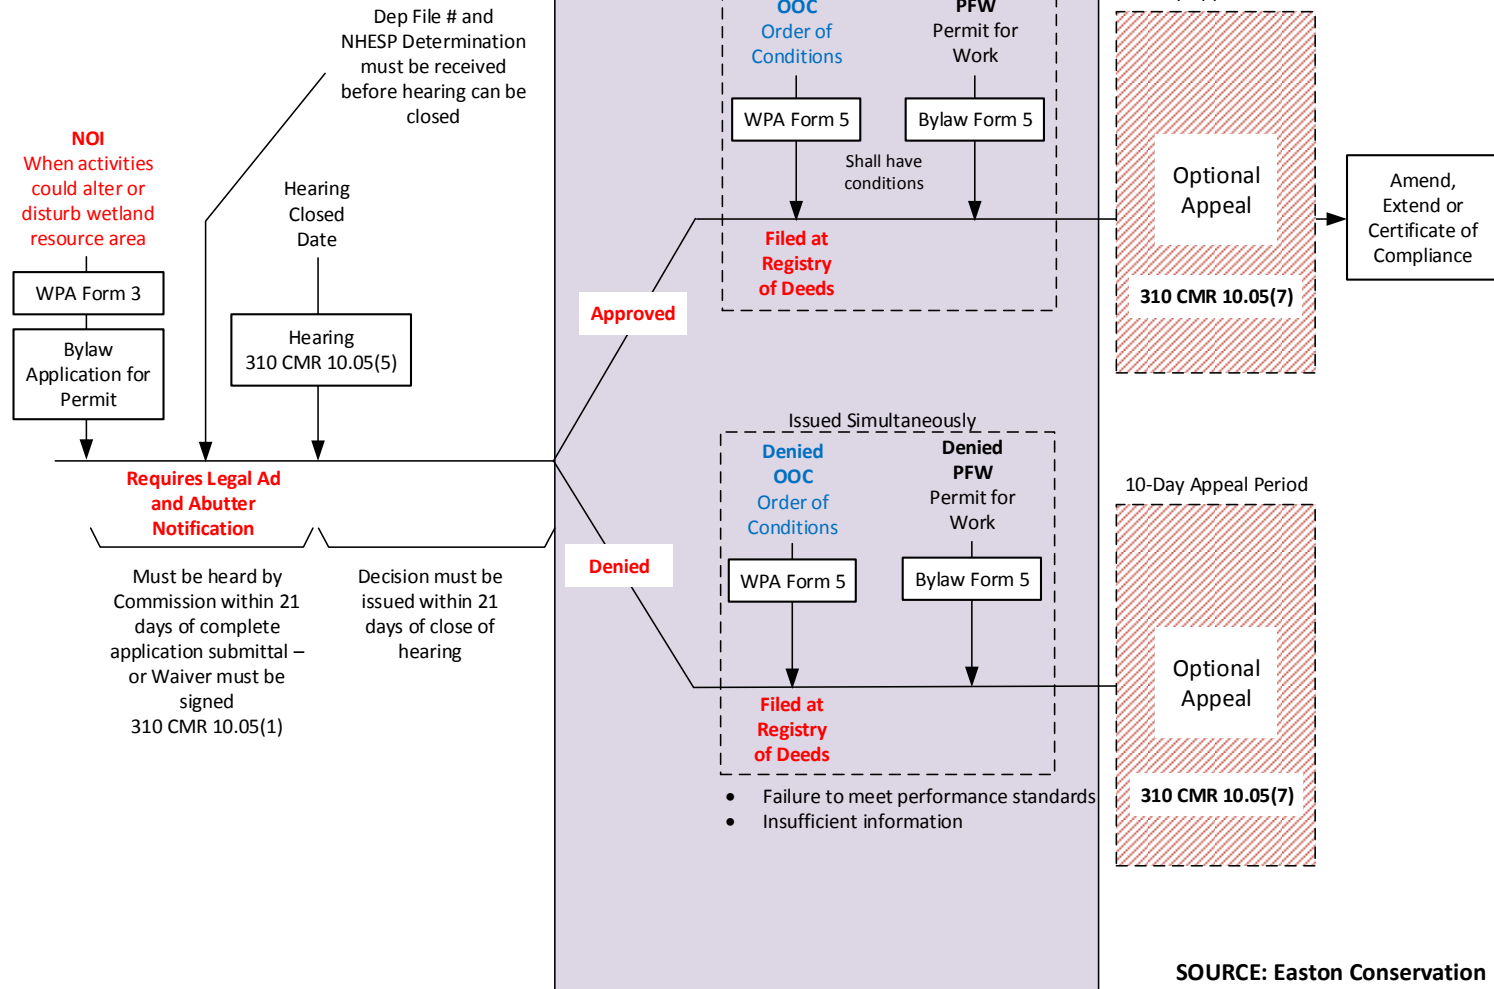 Dep File # and
NHESP Determination
must be received
before hearing can be
closed
NOI
When activities
could alter or
disturb wetland
resource area
WPA Form 3
Bylaw
Application for
Permit
Hearing
Closed
Date
Hearing
310 CMR 10.05(5)
Requires Legal Ad
and Abutter
Notification
Must be heard by
Commission within 21
days of complete
application submittal –
or Waiver must be
signed
310 CMR 10.05(1)
Decision must be
issued within 21
days of close of
hearing
Approved
Denied
OOC
Order of
Conditions
PFW
Permit for
Work
WPA Form 5
Bylaw Form 5
Shall have
conditions
Filed at
Registry
of Deeds
Optional
Appeal
310 CMR 10.05(7)
Amend,
Extend or
Certificate of
Compliance
Issued Simultaneously
Denied
OOC
Order of
Conditions
Denied
PFW
Permit for
Work
WPA Form 5
Bylaw Form 5
Filed at
Registry
of Deeds
• Failure to meet performance standards
• Insufficient information
10-Day Appeal Period
Optional
Appeal
310 CMR 10.05(7)
SOURCE: Easton Conservation